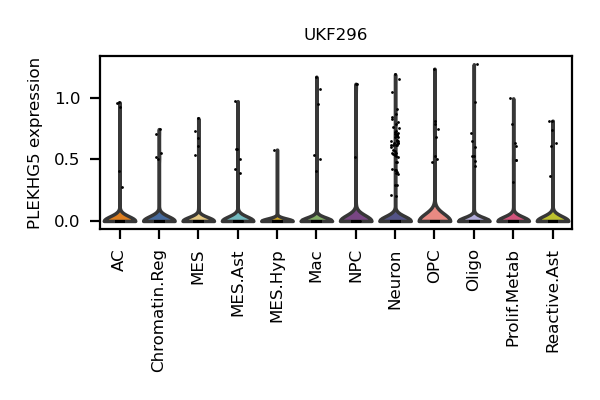 UKF296
PLEKHG5 expression
1.0
0.5
0.0
AC
Chromatin.Reg
MES
MES.Ast
MES.Hyp
Mac
NPC
Neuron
OPC
Oligo
Prolif.Metab
Reactive.Ast